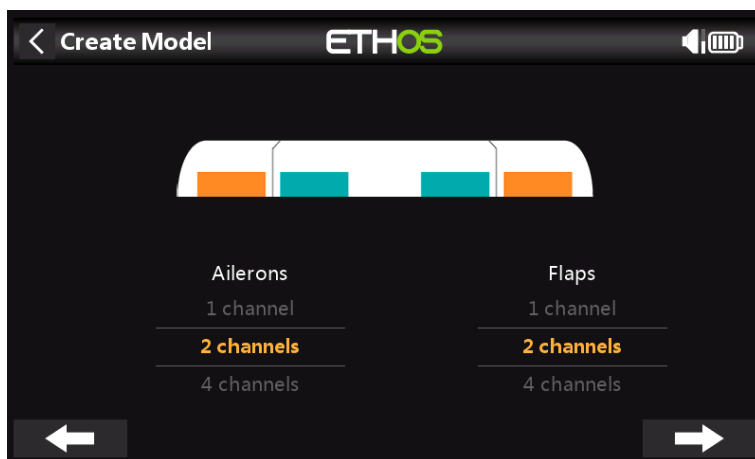 Create Model ETHOS
Ailerons Flaps
1 channel 1 channel
2 channels 2 channels
4 channels 4 channels